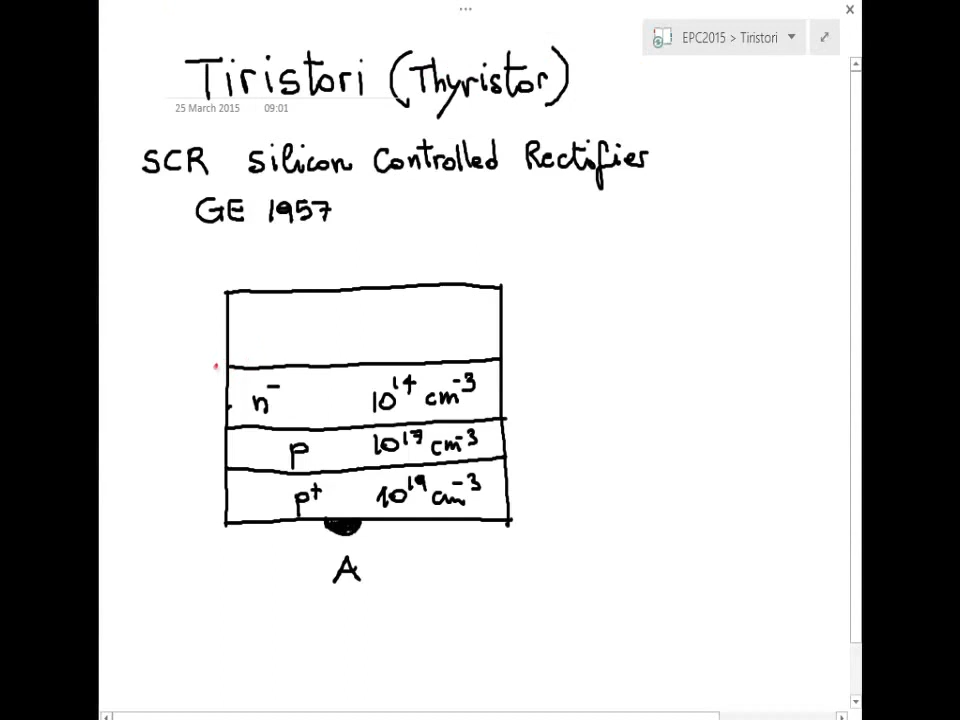 EPC2015 > Tiristori
Tiristori (Thyristor)
25 March 2015 09:01
SCR Silicon Controlled Rectifier
GE 1957
n⁻ 10¹⁴ cm⁻³
p 10¹⁷ cm⁻³
p⁺ 10¹⁹ cm⁻³
A